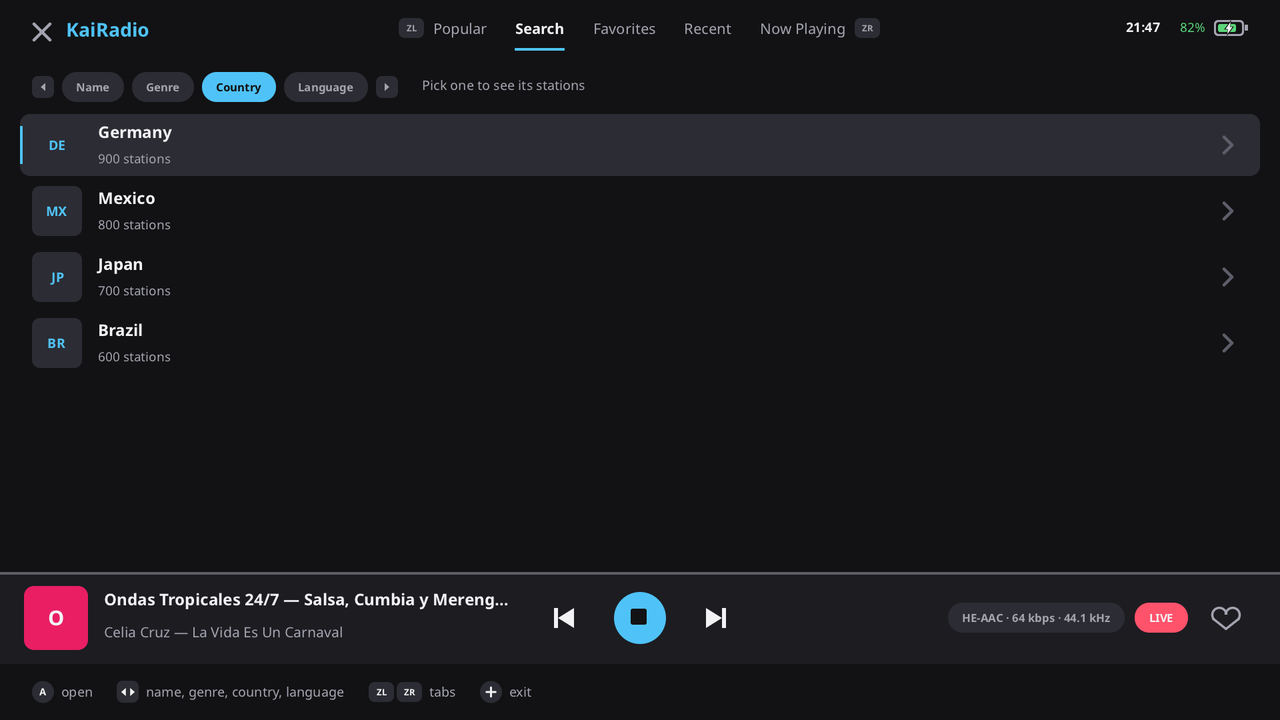 KaiRadio
ZL Popular Search Favorites Recent Now Playing ZR
21:47 82%
Name Genre Country Language Pick one to see its stations
DE
Germany
900 stations
MX
Mexico
800 stations
JP
Japan
700 stations
BR
Brazil
600 stations
O
Ondas Tropicales 24/7 — Salsa, Cumbia y Mereng...
Celia Cruz — La Vida Es Un Carnaval
HE-AAC · 64 kbps · 44.1 kHz LIVE
A open name, genre, country, language ZL ZR tabs exit